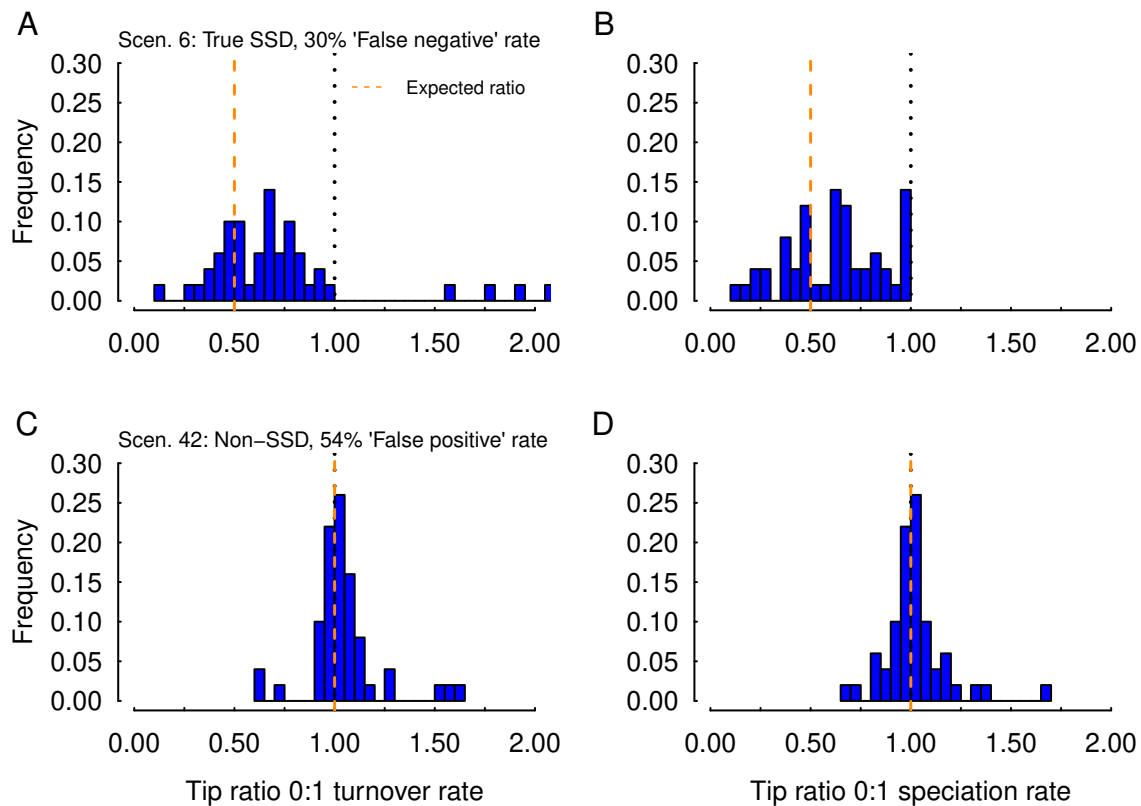 A
Scen. 6: True SSD, 30% 'False negative' rate
Expected ratio
Frequency
0.30
0.25
0.20
0.15
0.10
0.05
0.00
0.00 0.50 1.00 1.50 2.00
B
0.30
0.25
0.20
0.15
0.10
0.05
0.00
0.00 0.50 1.00 1.50 2.00
C
Scen. 42: Non−SSD, 54% 'False positive' rate
Frequency
0.30
0.25
0.20
0.15
0.10
0.05
0.00
0.00 0.50 1.00 1.50 2.00
Tip ratio 0:1 turnover rate
D
0.30
0.25
0.20
0.15
0.10
0.05
0.00
0.00 0.50 1.00 1.50 2.00
Tip ratio 0:1 speciation rate